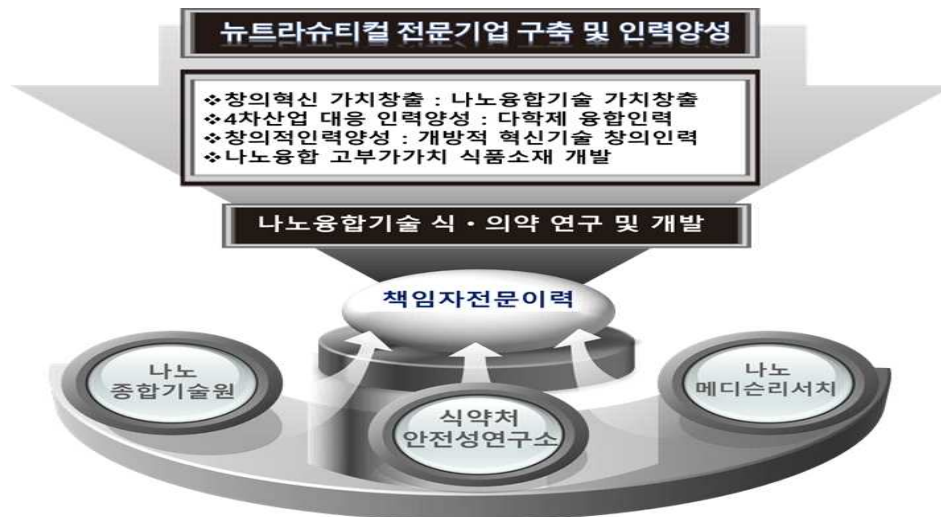 뉴트라슈티컬 전문기업 구축 및 인력양성
❖창의혁신 가치창출 : 나노융합기술 가치창출
❖4차산업 대응 인력양성 : 다학제 융합인력
❖창의적인력양성 : 개방적 혁신기술 창의인력
❖나노융합 고부가가치 식품소재 개발
나노융합기술 식·의약 연구 및 개발
책임자전문이력
나노
종합기술원
식약처
안전성연구소
나노
메디슨리서치